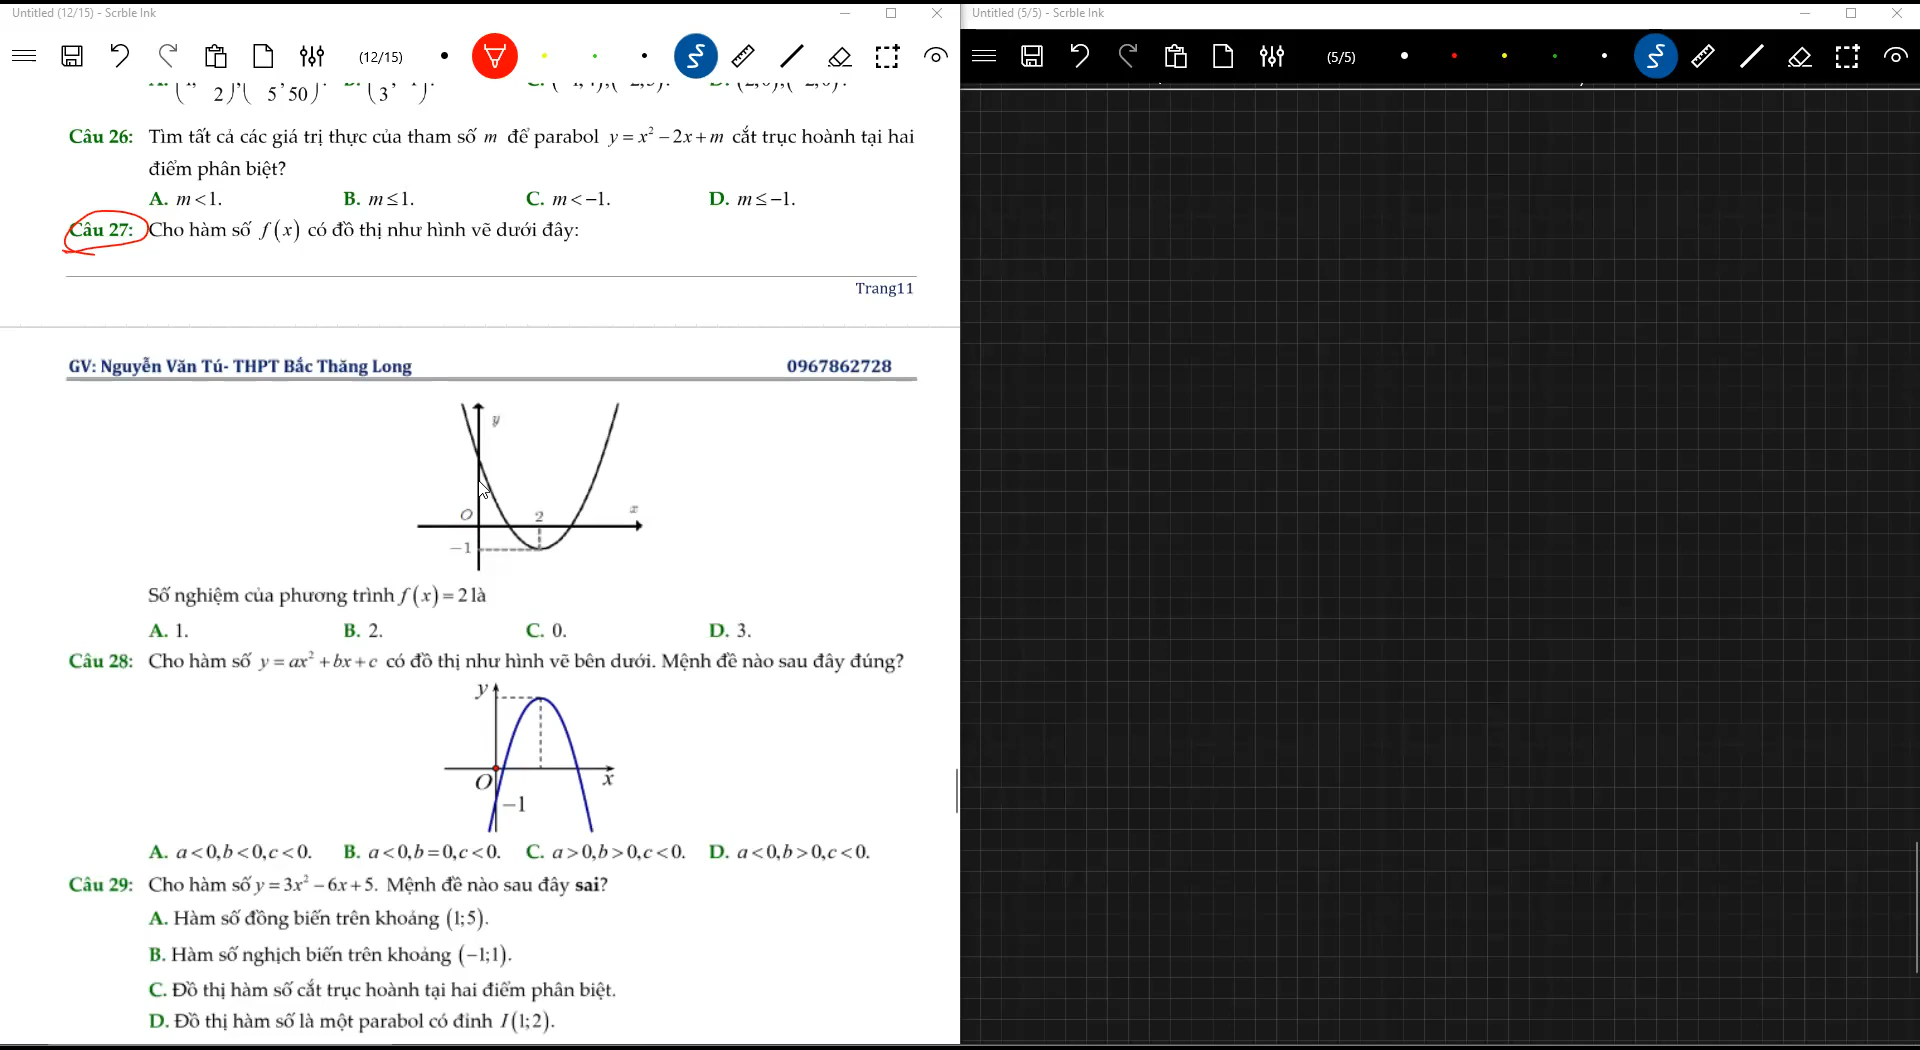 Untitled (12/15) - Scrble Ink
(12/15)
Câu 26: Tìm tất cả các giá trị thực của tham số m để parabol y = x² − 2x + m cắt trục hoành tại hai
điểm phân biệt?
A. m < 1. B. m ≤ 1. C. m < −1. D. m ≤ −1.
Câu 27: Cho hàm số f(x) có đồ thị như hình vẽ dưới đây:
Trang11
GV: Nguyễn Văn Tú- THPT Bắc Thăng Long 0967862728
y
O 2 x
−1
Số nghiệm của phương trình f(x) = 2 là
A. 1. B. 2. C. 0. D. 3.
Câu 28: Cho hàm số y = ax² + bx + c có đồ thị như hình vẽ bên dưới. Mệnh đề nào sau đây đúng?
y
O x
−1
A. a < 0, b < 0, c < 0. B. a < 0, b = 0, c < 0. C. a > 0, b > 0, c < 0. D. a < 0, b > 0, c < 0.
Câu 29: Cho hàm số y = 3x² − 6x + 5. Mệnh đề nào sau đây sai?
A. Hàm số đồng biến trên khoảng (1;5).
B. Hàm số nghịch biến trên khoảng (−1;1).
C. Đồ thị hàm số cắt trục hoành tại hai điểm phân biệt.
D. Đồ thị hàm số là một parabol có đỉnh I(1;2).
Untitled (5/5) - Scrble Ink
(5/5)